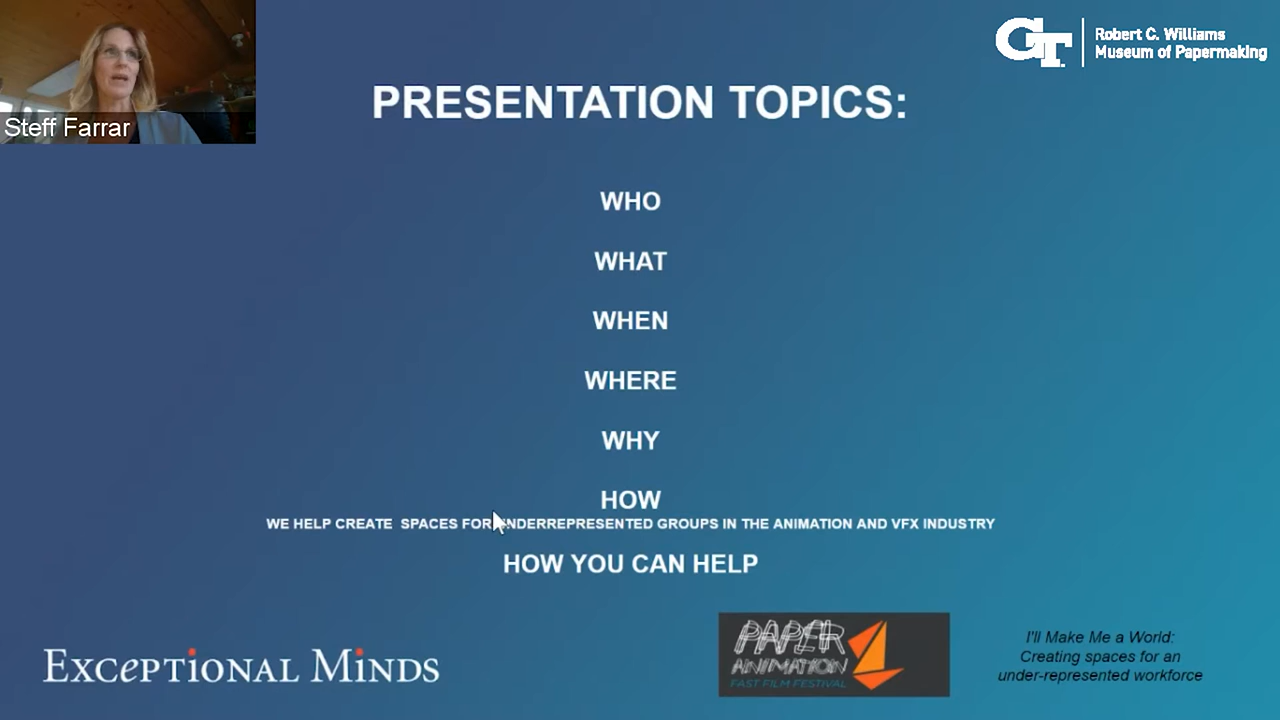 Steff Farrar
GT
Robert C. Williams
Museum of Papermaking
PRESENTATION TOPICS:
WHO
WHAT
WHEN
WHERE
WHY
HOW
WE HELP CREATE SPACES FOR UNDERREPRESENTED GROUPS IN THE ANIMATION AND VFX INDUSTRY
HOW YOU CAN HELP
EXCEPTIONAL MINDS
PAPER
ANIMATION
FAST FILM FESTIVAL
I'll Make Me a World:
Creating spaces for an
under-represented workforce